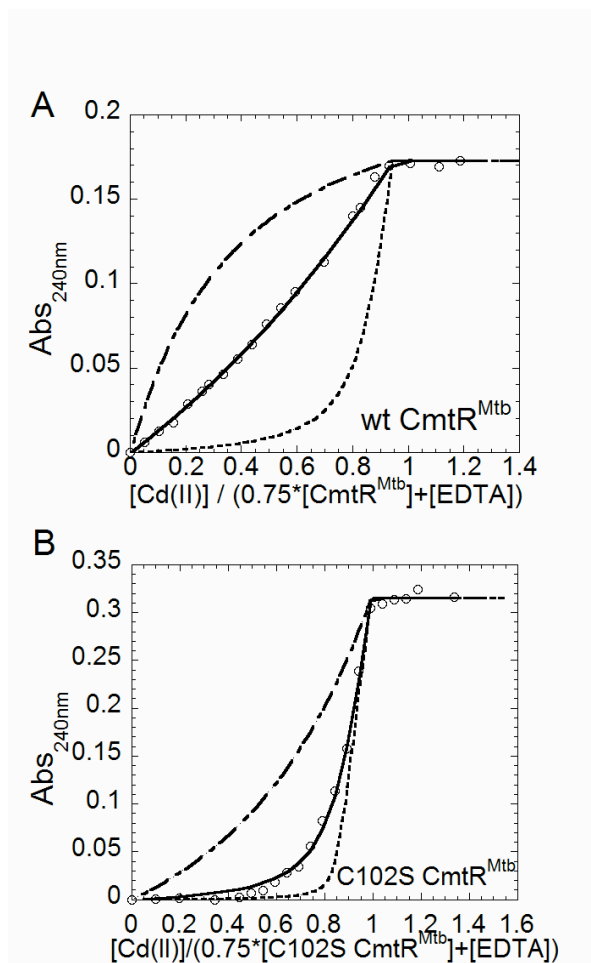 A
0.2
0.15
0.1
0.05
0
Abs240nm
wt CmtRMtb
0 0.2 0.4 0.6 0.8 1 1.2 1.4
[Cd(II)] / (0.75*[CmtRMtb]+[EDTA])
B
0.35
0.3
0.25
0.2
0.15
0.1
0.05
0
Abs240nm
C102S CmtRMtb
0 0.2 0.4 0.6 0.8 1 1.2 1.4 1.6
[Cd(II)]/(0.75*[C102S CmtRMtb]+[EDTA])